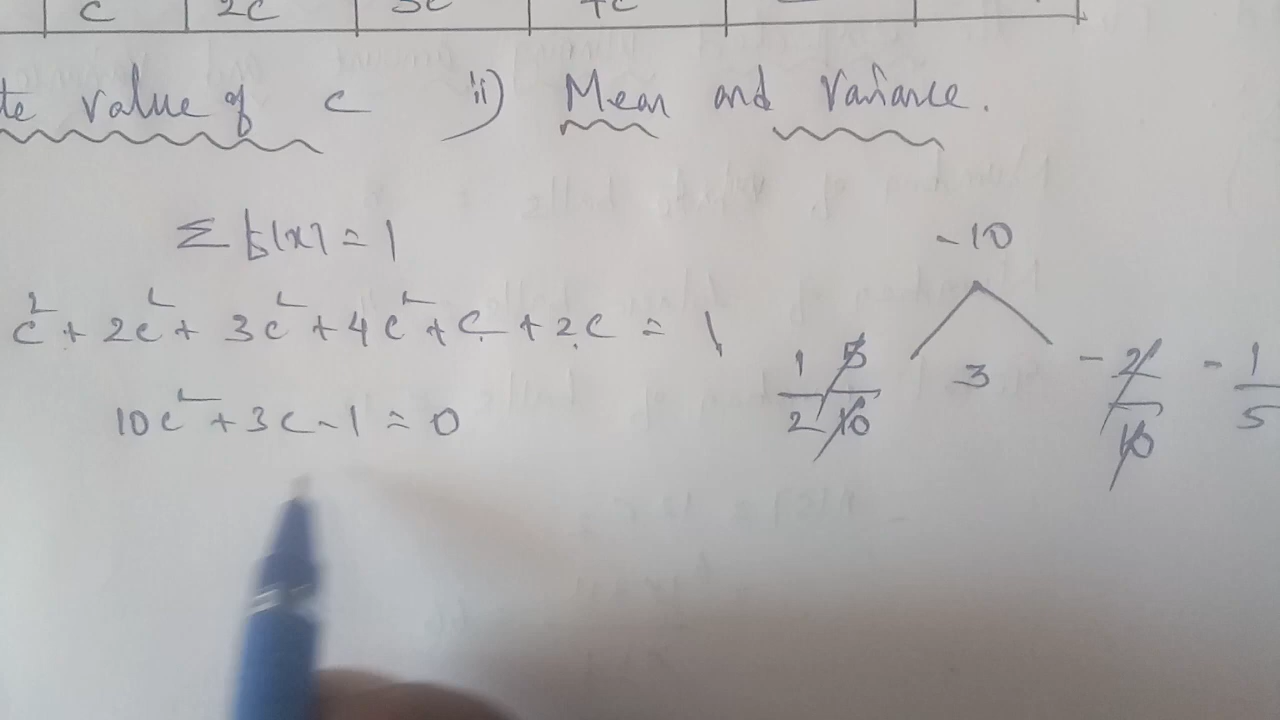 c 2c 3c 4c
te value of c ii) Mean and Variance.
Σ p(x) = 1
c² + 2c² + 3c² + 4c² + c + 2c = 1
10c² + 3c - 1 = 0
-10
1/2 5/10 3 -2/10 -1/5